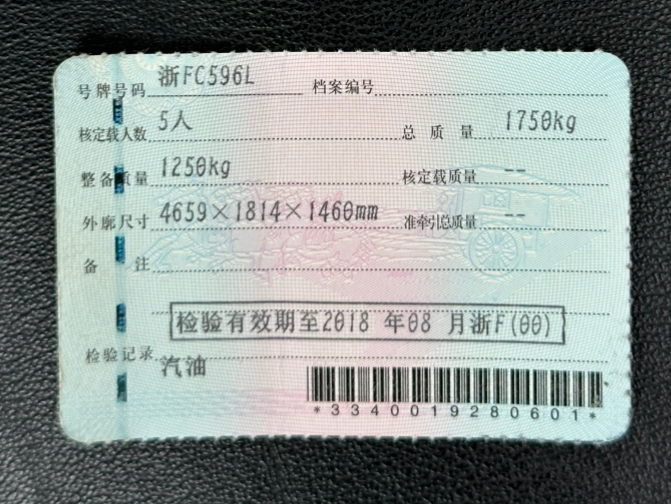 号牌号码 浙FC596L 档案编号
核定载人数 5人 总质量 1750kg
整备质量 1250kg 核定载质量 --
外廓尺寸 4659×1814×1460mm 准牵引总质量 --
备注
检验有效期至2018 年08 月浙F(00)
检验记录 汽油
*3340019280601*